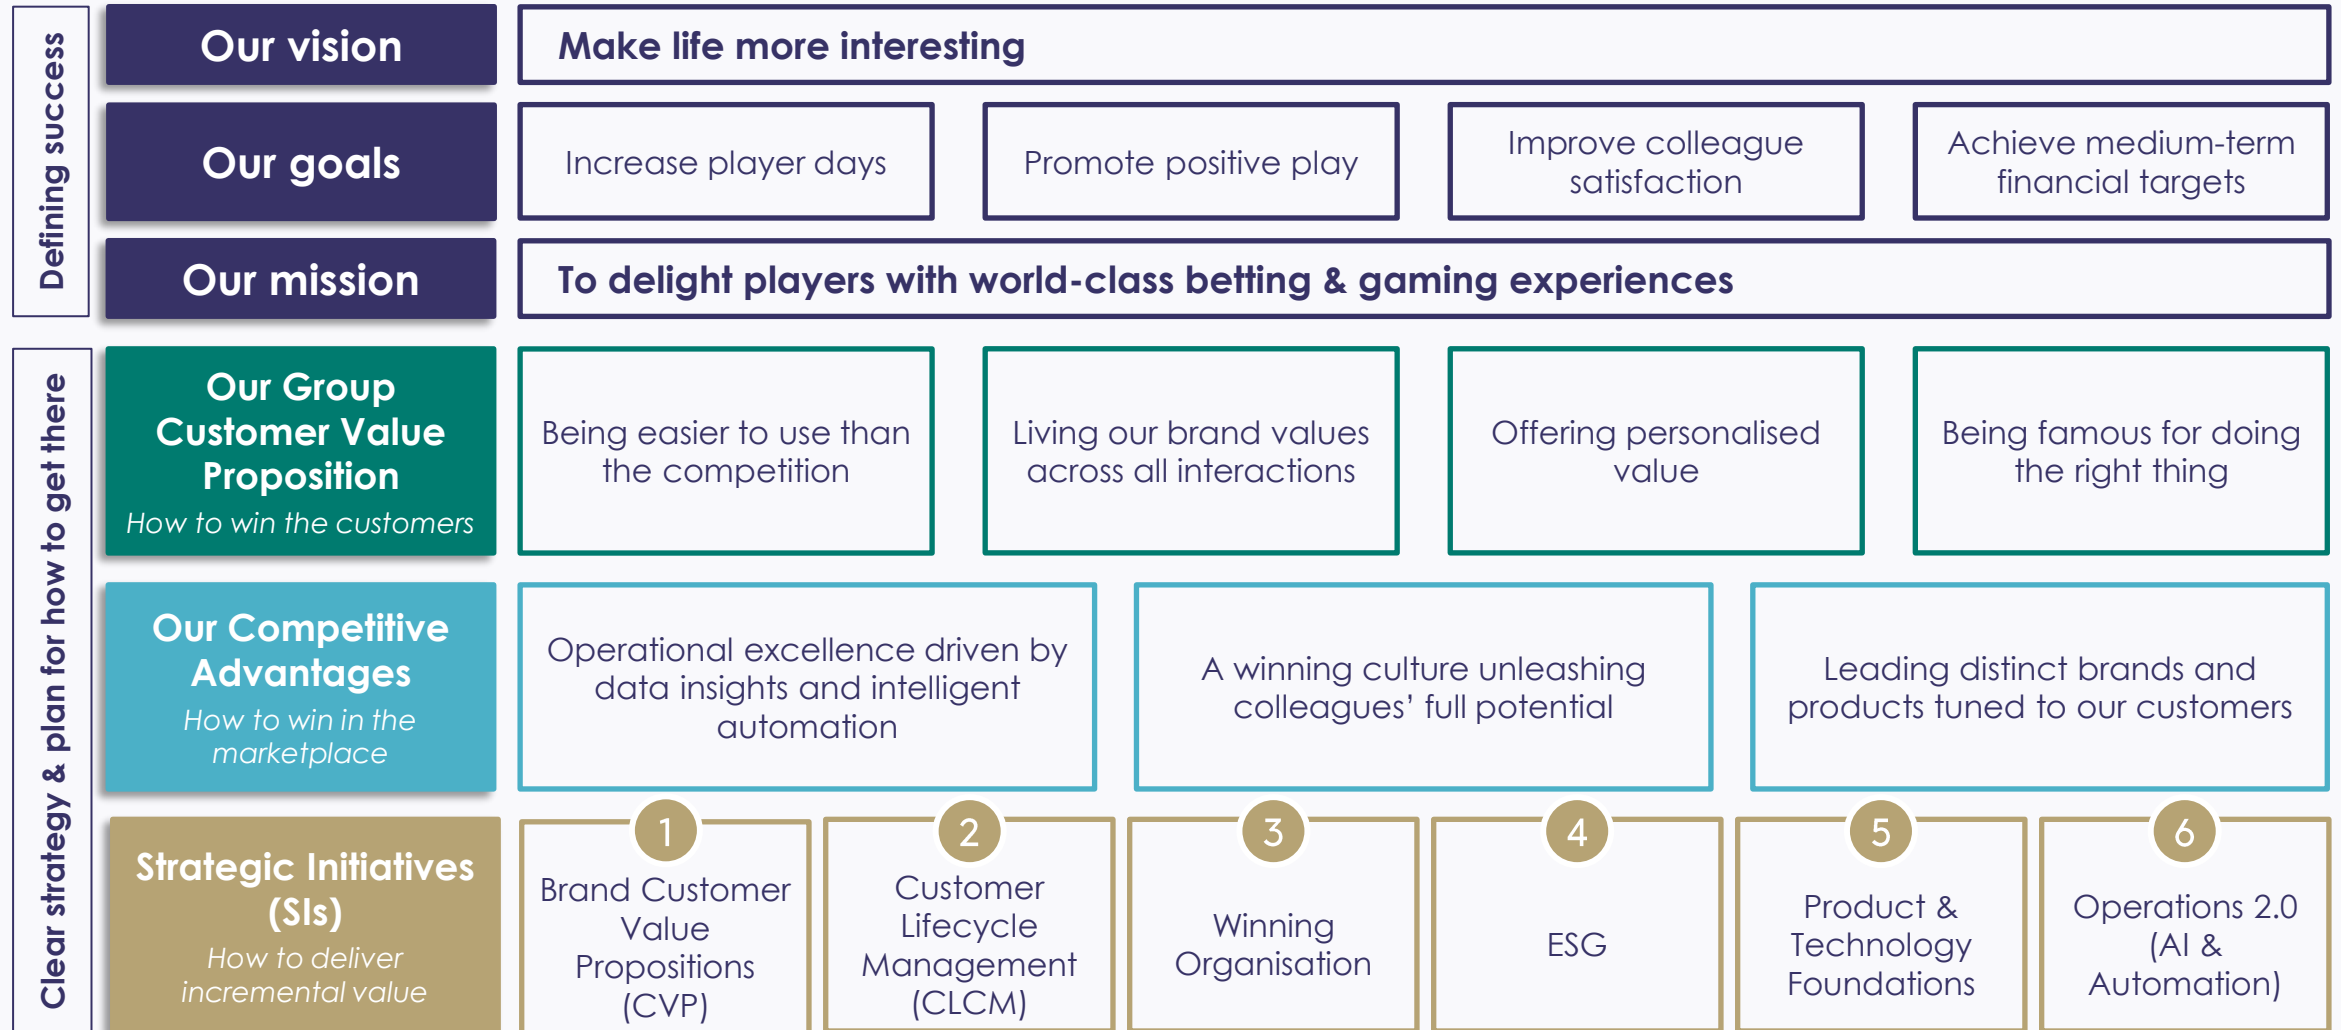 Defining success
Our vision
Make life more interesting
Our goals
Increase player days
Promote positive play
Improve colleague
satisfaction
Achieve medium-term
financial targets
Our mission
To delight players with world-class betting & gaming experiences
Clear strategy & plan for how to get there
Our Group
Customer Value
Proposition
How to win the customers
Being easier to use than
the competition
Living our brand values
across all interactions
Offering personalised
value
Being famous for doing
the right thing
Our Competitive
Advantages
How to win in the
marketplace
Operational excellence driven by
data insights and intelligent
automation
A winning culture unleashing
colleagues’ full potential
Leading distinct brands and
products tuned to our customers
Strategic Initiatives
(SIs)
How to deliver
incremental value
1
Brand Customer
Value
Propositions
(CVP)
2
Customer
Lifecycle
Management
(CLCM)
3
Winning
Organisation
4
ESG
5
Product &
Technology
Foundations
6
Operations 2.0
(AI &
Automation)